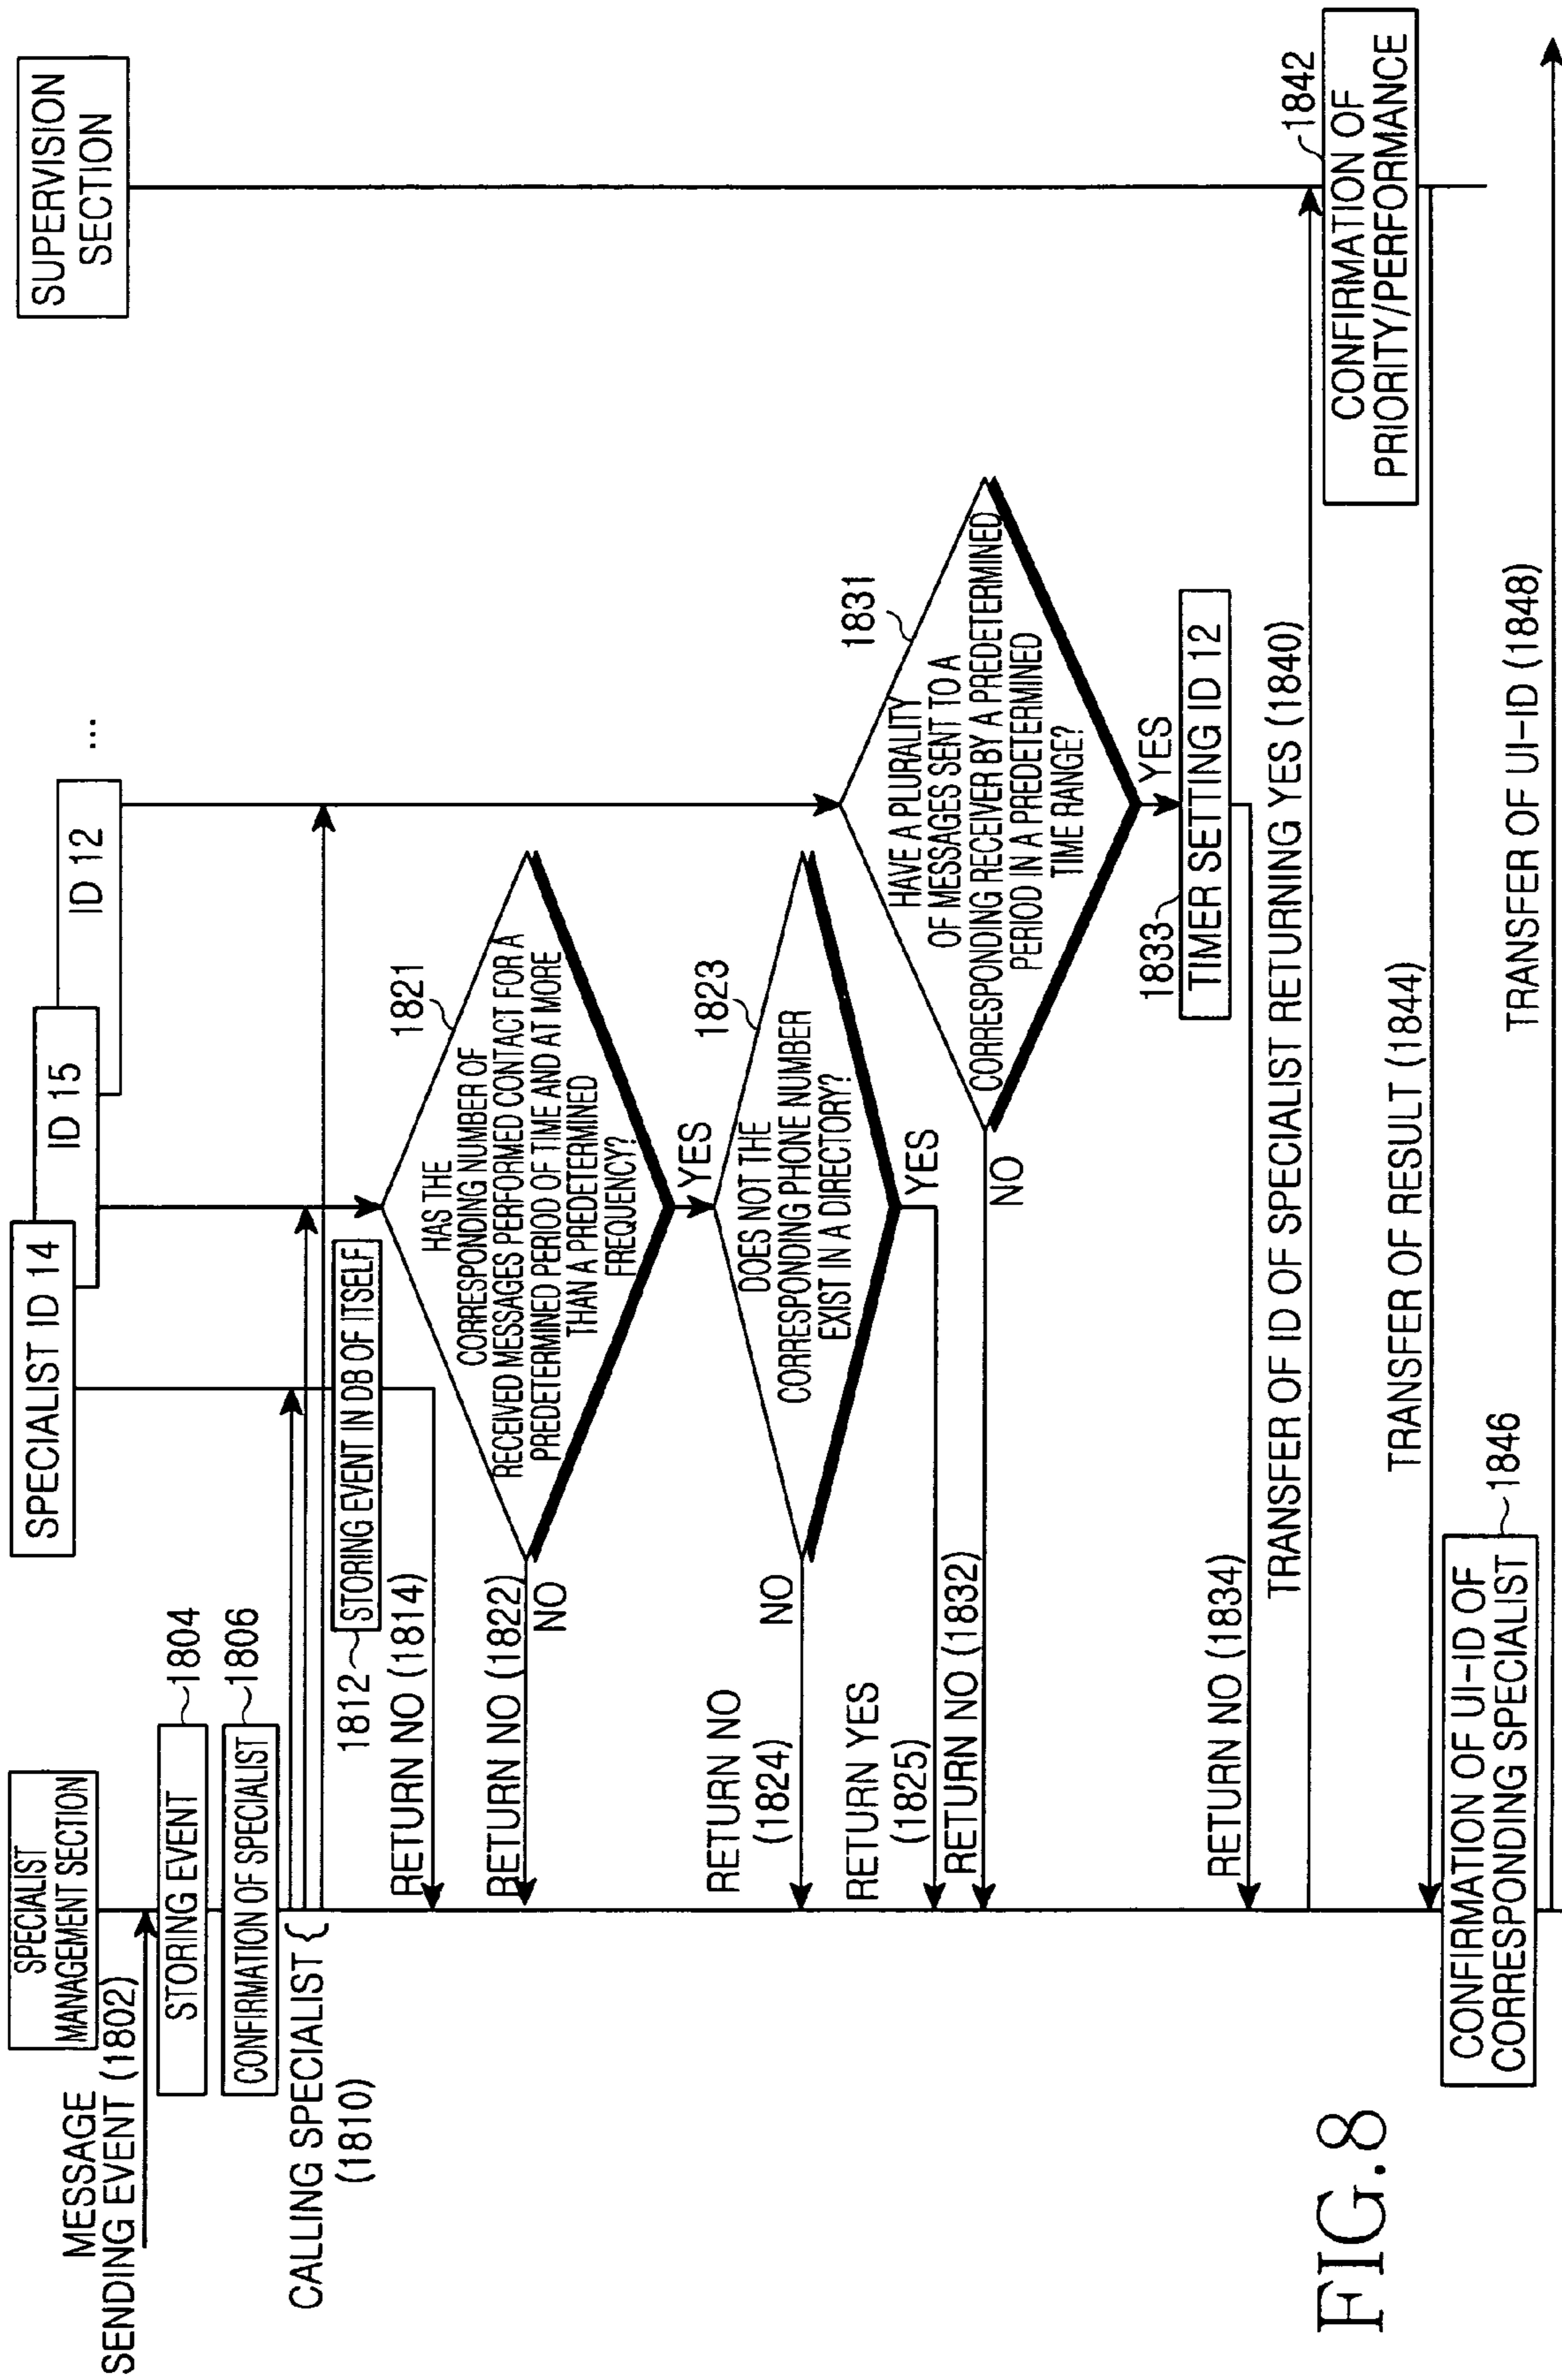 SPECIALIST
MANAGEMENT SECTION
SPECIALIST ID 14
ID 15
ID 12
...
SUPERVISION
SECTION
MESSAGE
SENDING EVENT (1802)
STORING EVENT
1804
CONFIRMATION OF SPECIALIST
1806
CALLING SPECIALIST {
(1810)
1812
STORING EVENT IN DB OF ITSELF
RETURN NO (1814)
1821
HAS THE
CORRESPONDING NUMBER OF
RECEIVED MESSAGES PERFORMED CONTACT FOR A
PREDETERMINED PERIOD OF TIME AND AT MORE
THAN A PREDETERMINED
FREQUENCY?
RETURN NO (1822)
NO
YES
1823
DOES NOT THE
CORRESPONDING PHONE NUMBER
EXIST IN A DIRECTORY?
RETURN NO
(1824)
NO
YES
RETURN YES
(1825)
1831
HAVE A PLURALITY
OF MESSAGES SENT TO A
CORRESPONDING RECEIVER BY A PREDETERMINED
PERIOD IN A PREDETERMINED
TIME RANGE?
RETURN NO (1832)
NO
YES
1833
TIMER SETTING ID 12
RETURN NO (1834)
TRANSFER OF ID OF SPECIALIST RETURNING YES (1840)
1842
CONFIRMATION OF
PRIORITY/PERFORMANCE
TRANSFER OF RESULT (1844)
CONFIRMATION OF UI-ID OF
CORRESPONDING SPECIALIST
1846
TRANSFER OF UI-ID (1848)
FIG.8